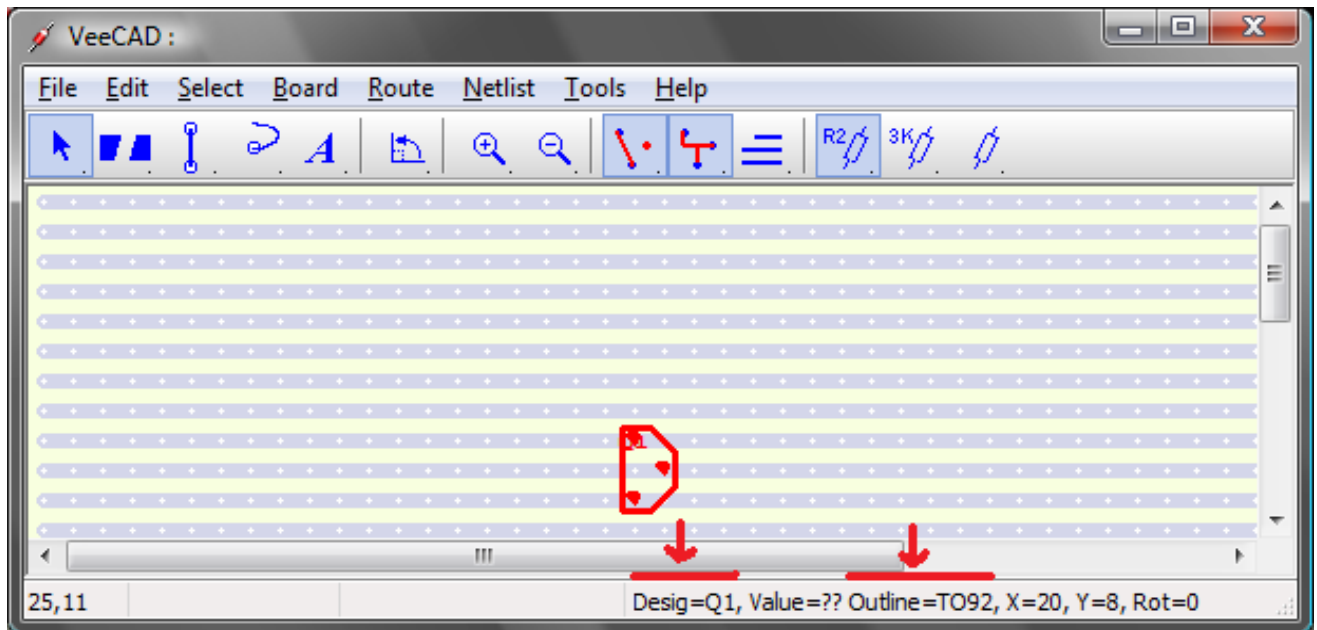 VeeCAD :
File Edit Select Board Route Netlist Tools Help
A R2 3K
25,11 Desig=Q1, Value=?? Outline=TO92, X=20, Y=8, Rot=0